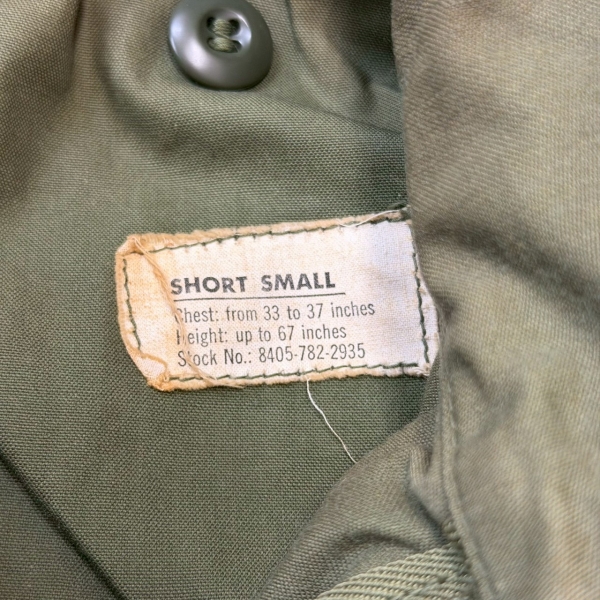 SHORT SMALL
Chest: from 33 to 37 inches
Height: up to 67 inches
Stock No.: 8405-782-2935